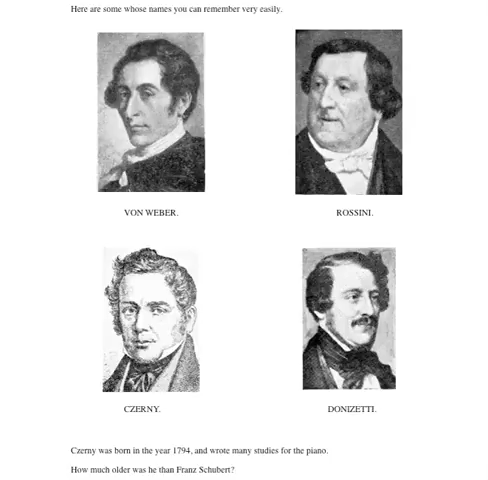 Here are some whose names you can remember very easily.
VON WEBER.
ROSSINI.
CZERNY.
DONIZETTI.
Czerny was born in the year 1794, and wrote many studies for the piano.
How much older was he than Franz Schubert?